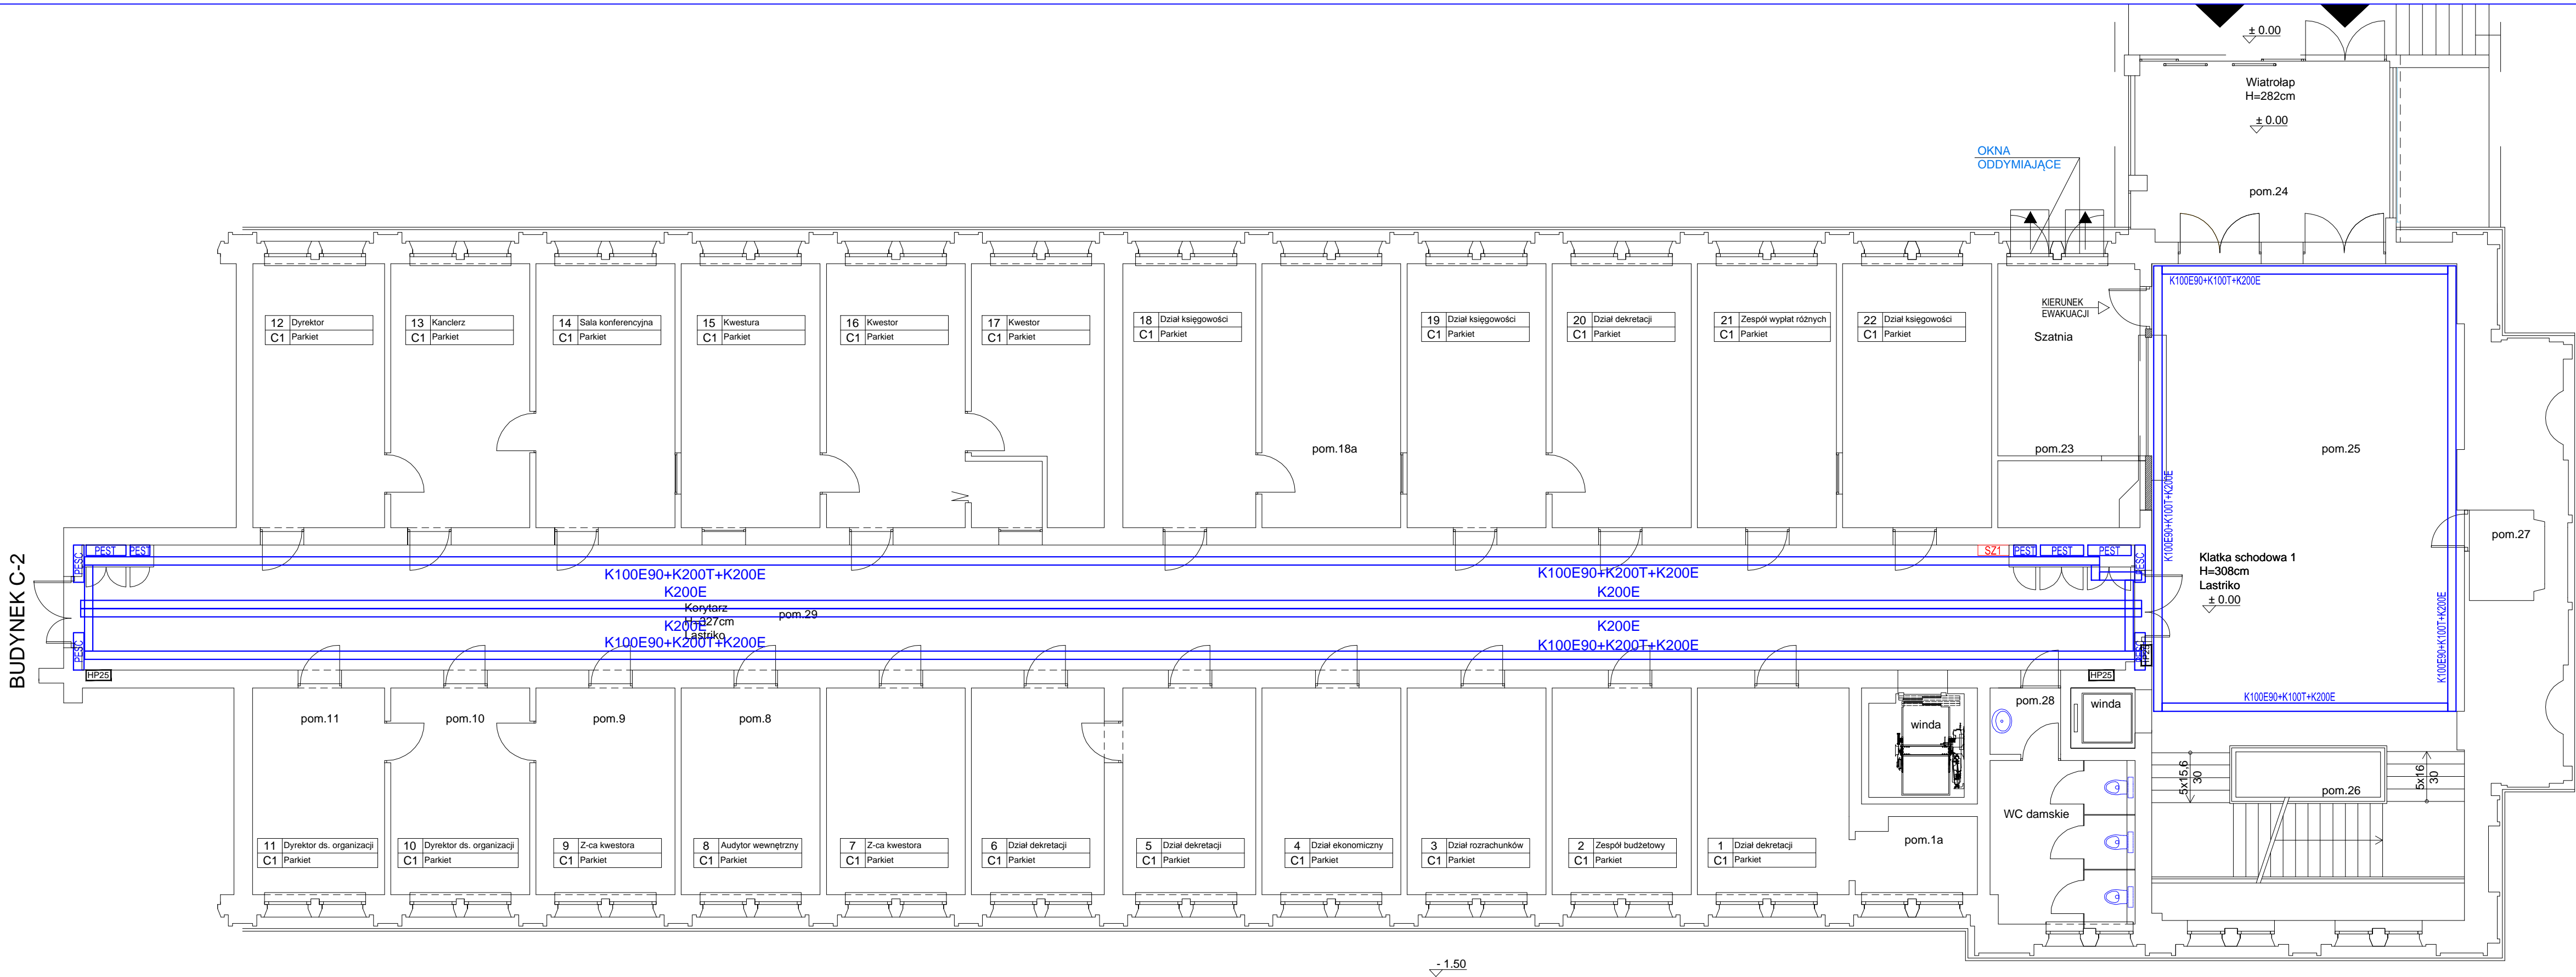 ± 0.00
Wiatrołap
H=282cm
± 0.00
pom.24
OKNA
ODDYMIAJĄCE
12 Dyrektor
C1 Parkiet
13 Kanclerz
C1 Parkiet
14 Sala konferencyjna
C1 Parkiet
15 Kwestura
C1 Parkiet
16 Kwestor
C1 Parkiet
17 Kwestor
C1 Parkiet
18 Dział księgowości
C1 Parkiet
pom.18a
19 Dział księgowości
C1 Parkiet
20 Dział dekretacji
C1 Parkiet
21 Zespół wypłat różnych
C1 Parkiet
22 Dział księgowości
C1 Parkiet
KIERUNEK
EWAKUACJI
Szatnia
pom.23
K100E90+K100T+K200E
K100E90+K100T+K200E
pom.25
Klatka schodowa 1
H=308cm
Lastriko
± 0.00
K100E90+K100T+K200E
K100E90+K100T+K200E
pom.27
BUDYNEK C-2
PESC
PEST
PEST
PESC
HP25
K100E90+K200T+K200E
K200E
Korytarz
H=327cm
Lastriko
pom.29
K200E
K100E90+K200T+K200E
K100E90+K200T+K200E
K200E
K200E
K100E90+K200T+K200E
SZ1
PEST
PEST
PEST
PESC
PESC
HP25
HP25
pom.11
pom.10
pom.9
pom.8
winda
pom.28
winda
11 Dyrektor ds. organizacji
C1 Parkiet
10 Dyrektor ds. organizacji
C1 Parkiet
9 Z-ca kwestora
C1 Parkiet
8 Audytor wewnętrzny
C1 Parkiet
7 Z-ca kwestora
C1 Parkiet
6 Dział dekretacji
C1 Parkiet
5 Dział dekretacji
C1 Parkiet
4 Dział ekonomiczny
C1 Parkiet
3 Dział rozrachunków
C1 Parkiet
2 Zespół budżetowy
C1 Parkiet
1 Dział dekretacji
C1 Parkiet
pom.1a
WC damskie
5x15,6
30
pom.26
5x16
30
- 1.50